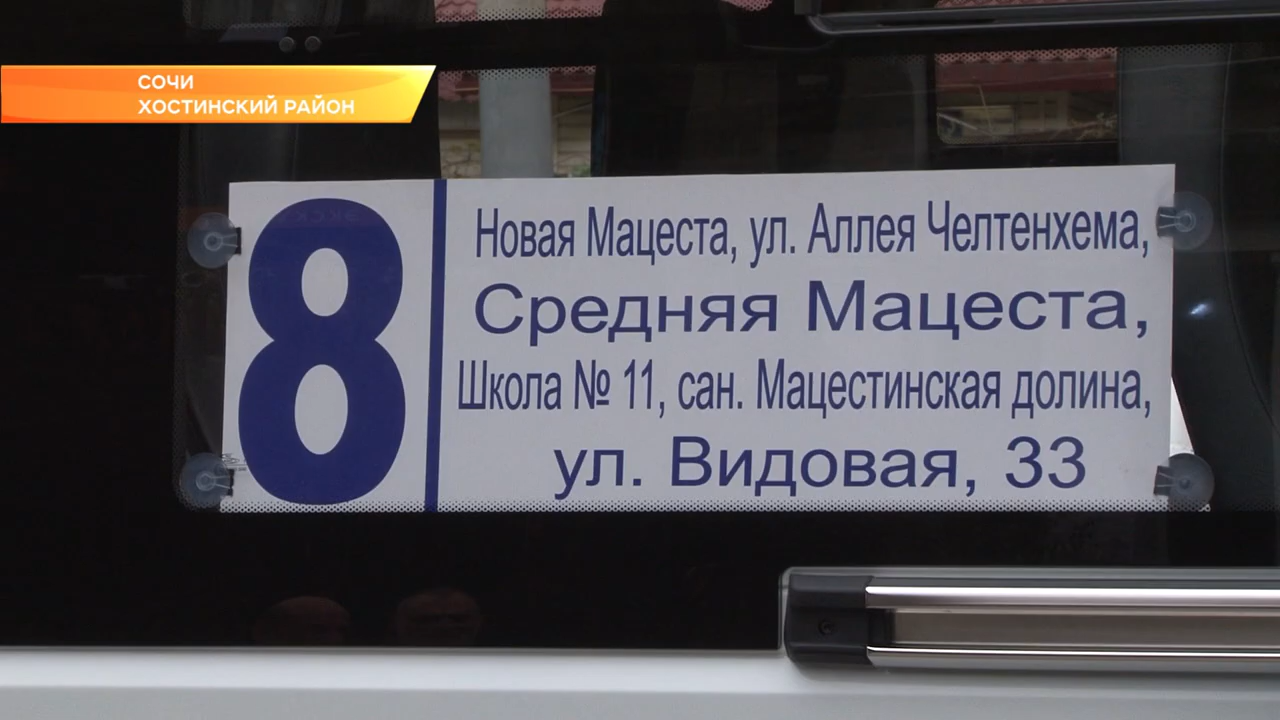 СОЧИ
ХОСТИНСКИЙ РАЙОН
8
Новая Мацеста, ул. Аллея Челтенхема,
Средняя Мацеста,
Школа № 11, сан. Мацестинская долина,
ул. Видовая, 33